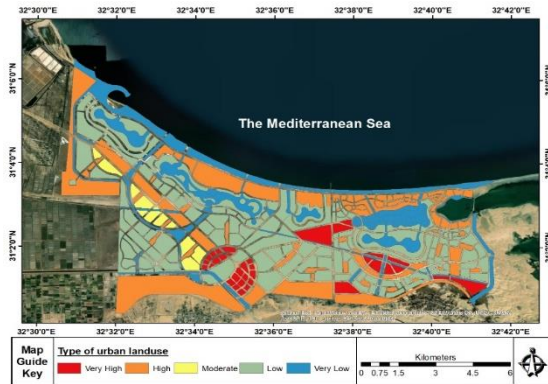 32°30'0"E 32°32'0"E 32°34'0"E 32°36'0"E 32°38'0"E 32°40'0"E 32°42'0"E
31°6'0"N
The Mediterranean Sea
31°4'0"N
31°2'0"N
32°30'0"E 32°32'0"E 32°34'0"E 32°36'0"E 32°38'0"E 32°40'0"E 32°42'0"E
Map Guide Key
Type of urban landuse
Very High High Moderate Low Very Low
Kilometers
0 0.75 1.5 3 4.5 6